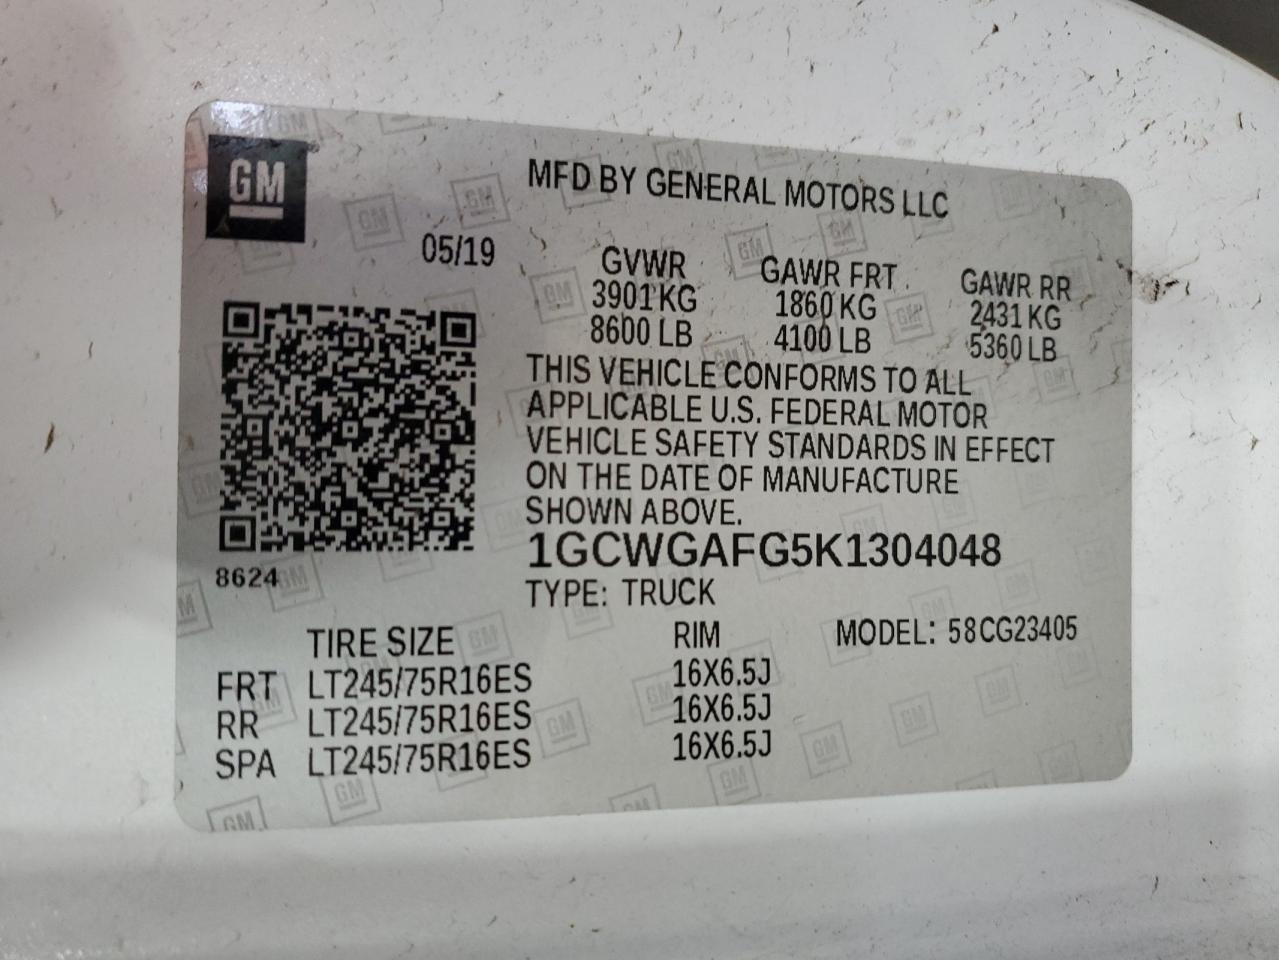 GM
MFD BY GENERAL MOTORS LLC
05/19
GVWR GAWR FRT GAWR RR
3901 KG 1860 KG 2431 KG
8600 LB 4100 LB 5360 LB
THIS VEHICLE CONFORMS TO ALL
APPLICABLE U.S. FEDERAL MOTOR
VEHICLE SAFETY STANDARDS IN EFFECT
ON THE DATE OF MANUFACTURE
SHOWN ABOVE.
1GCWGAFG5K1304048
8624
TYPE: TRUCK
TIRE SIZE RIM MODEL: 58CG23405
FRT LT245/75R16ES 16X6.5J
RR LT245/75R16ES 16X6.5J
SPA LT245/75R16ES 16X6.5J